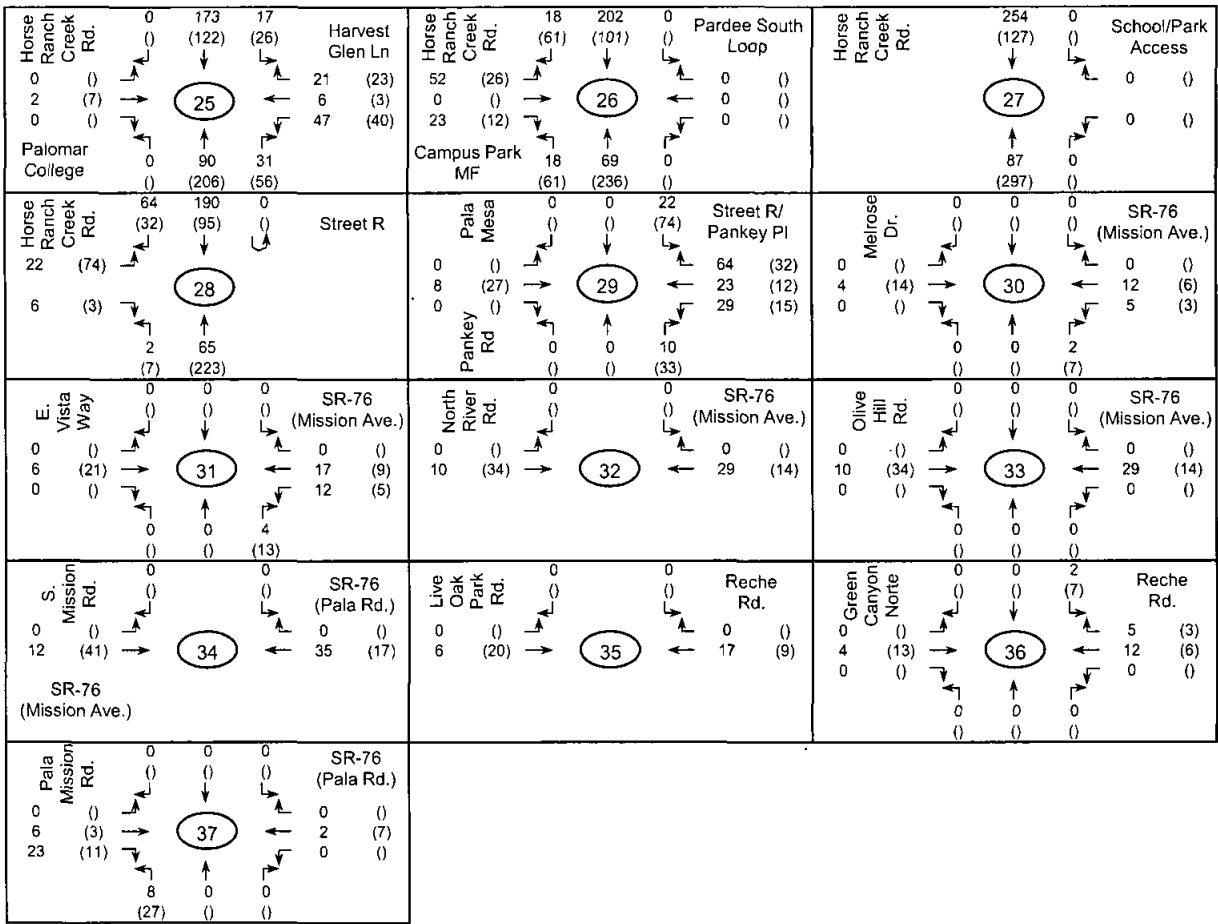 Horse Ranch Creek Rd.
0 173 17
() (122) (26)
Harvest Glen Ln
0 () 21 (23)
2 (7) 25 6 (3)
0 () 47 (40)
Palomar College
0 90 31
() (206) (56)
Horse Ranch Creek Rd.
18 202 0
(61) (101) ()
Pardee South Loop
52 (26) 0 ()
0 () 26 0 ()
23 (12) 0 ()
Campus Park MF
18 69 0
(61) (236) ()
Horse Ranch Creek Rd.
254 0
(127) ()
School/Park Access
0 ()
27
0 ()
87 0
(297) ()
Horse Ranch Creek Rd.
64 190 0
(32) (95) ()
Street R
22 (74)
28
6 (3)
2 65
(7) (223)
Pala Mesa
0 0 22
() () (74)
Street R/ Pankey Pl
0 () 64 (32)
8 (27) 29 23 (12)
0 () 29 (15)
Pankey Rd
0 0 10
() () (33)
Melrose Dr.
0 0 0
() () ()
SR-76 (Mission Ave.)
0 () 0 ()
4 (14) 30 12 (6)
0 () 5 (3)
0 0 2
() () (7)
E. Vista Way
0 0 0
() () ()
SR-76 (Mission Ave.)
0 () 0 ()
6 (21) 31 17 (9)
0 () 12 (5)
0 0 4
() () (13)
North River Rd.
0 0
() ()
SR-76 (Mission Ave.)
0 () 0 ()
10 (34) 32 29 (14)
Olive Hill Rd.
0 0 0
() () ()
SR-76 (Mission Ave.)
0 () 0 ()
10 (34) 33 29 (14)
0 () 0 ()
0 0 0
() () ()
S. Mission Rd.
0 0
() ()
SR-76 (Pala Rd.)
0 () 0 ()
12 (41) 34 35 (17)
SR-76 (Mission Ave.)
Live Oak Park Rd.
0 0
() ()
Reche Rd.
0 () 0 ()
6 (20) 35 17 (9)
Green Canyon Norte
0 0 2
() () (7)
Reche Rd.
0 () 5 (3)
4 (13) 36 12 (6)
0 () 0 ()
0 0 0
() () ()
Pala Mission Rd.
0 0 0
() () ()
SR-76 (Pala Rd.)
0 () 0 ()
6 (3) 37 2 (7)
23 (11) 0 ()
8 0 0
(27) () ()